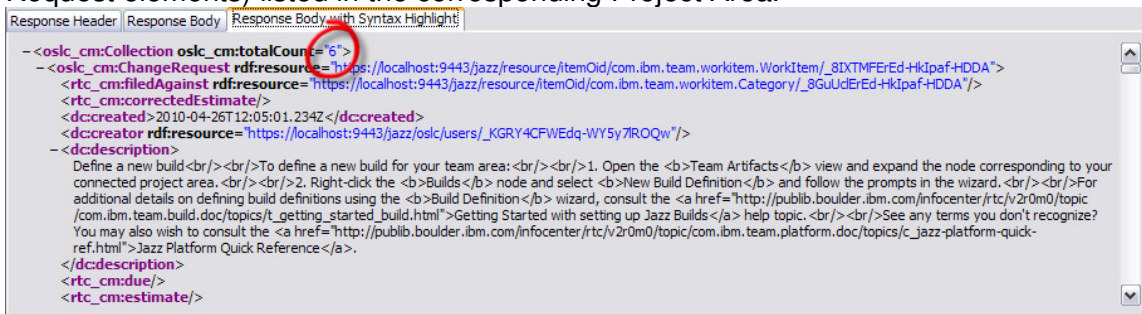 Request elements) listed in the corresponding Project Area.
Response Header Response Body Response Body with Syntax Highlight
−<oslc_cm:Collection oslc_cm:totalCount="6">
−<oslc_cm:ChangeRequest rdf:resource="https://localhost:9443/jazz/resource/itemOid/com.ibm.team.workitem.WorkItem/_8IXTMFErEd-HkIpaf-HDDA">
<rtc_cm:filedAgainst rdf:resource="https://localhost:9443/jazz/resource/itemOid/com.ibm.team.workitem.Category/_8GuUdErEd-HkIpaf-HDDA"/>
<rtc_cm:correctedEstimate/>
<dc:created>2010-04-26T12:05:01.234Z</dc:created>
<dc:creator rdf:resource="https://localhost:9443/jazz/oslc/users/_KGRY4CFWEdq-WY5y7lROQw"/>
−<dc:description>
Define a new build<br/><br/>To define a new build for your team area:<br/><br/>1. Open the <b>Team Artifacts</b> view and expand the node corresponding to your
connected project area.<br/><br/>2. Right-click the <b>Builds</b> node and select <b>New Build Definition</b> and follow the prompts in the wizard.<br/><br/>For
additional details on defining build definitions using the <b>Build Definition</b> wizard, consult the <a href="http://publib.boulder.ibm.com/infocenter/rtc/v2r0m0/topic
/com.ibm.team.build.doc/topics/t_getting_started_build.html">Getting Started with setting up Jazz Builds</a> help topic.<br/><br/>See any terms you don't recognize?
You may also wish to consult the <a href="http://publib.boulder.ibm.com/infocenter/rtc/v2r0m0/topic/com.ibm.team.platform.doc/topics/c_jazz-platform-quick-
ref.html">Jazz Platform Quick Reference</a>.
</dc:description>
<rtc_cm:due/>
<rtc_cm:estimate/>